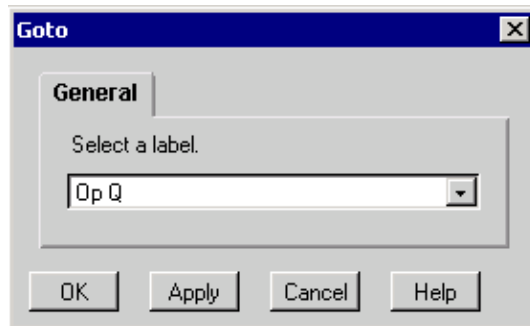 Goto
General
Select a label.
Op Q
OK Apply Cancel Help